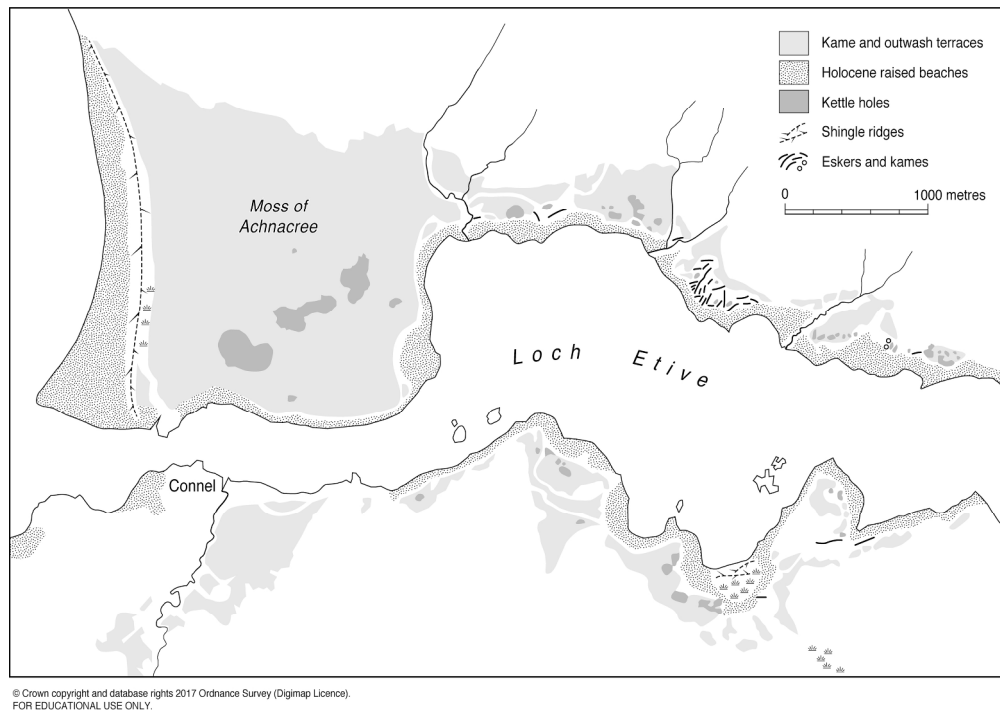 Kame and outwash terraces
Holocene raised beaches
Kettle holes
Shingle ridges
Eskers and kames
0
1000 metres
Moss of
Achnacree
Loch Etive
Connel
© Crown copyright and database rights 2017 Ordnance Survey (Digimap Licence).
FOR EDUCATIONAL USE ONLY.